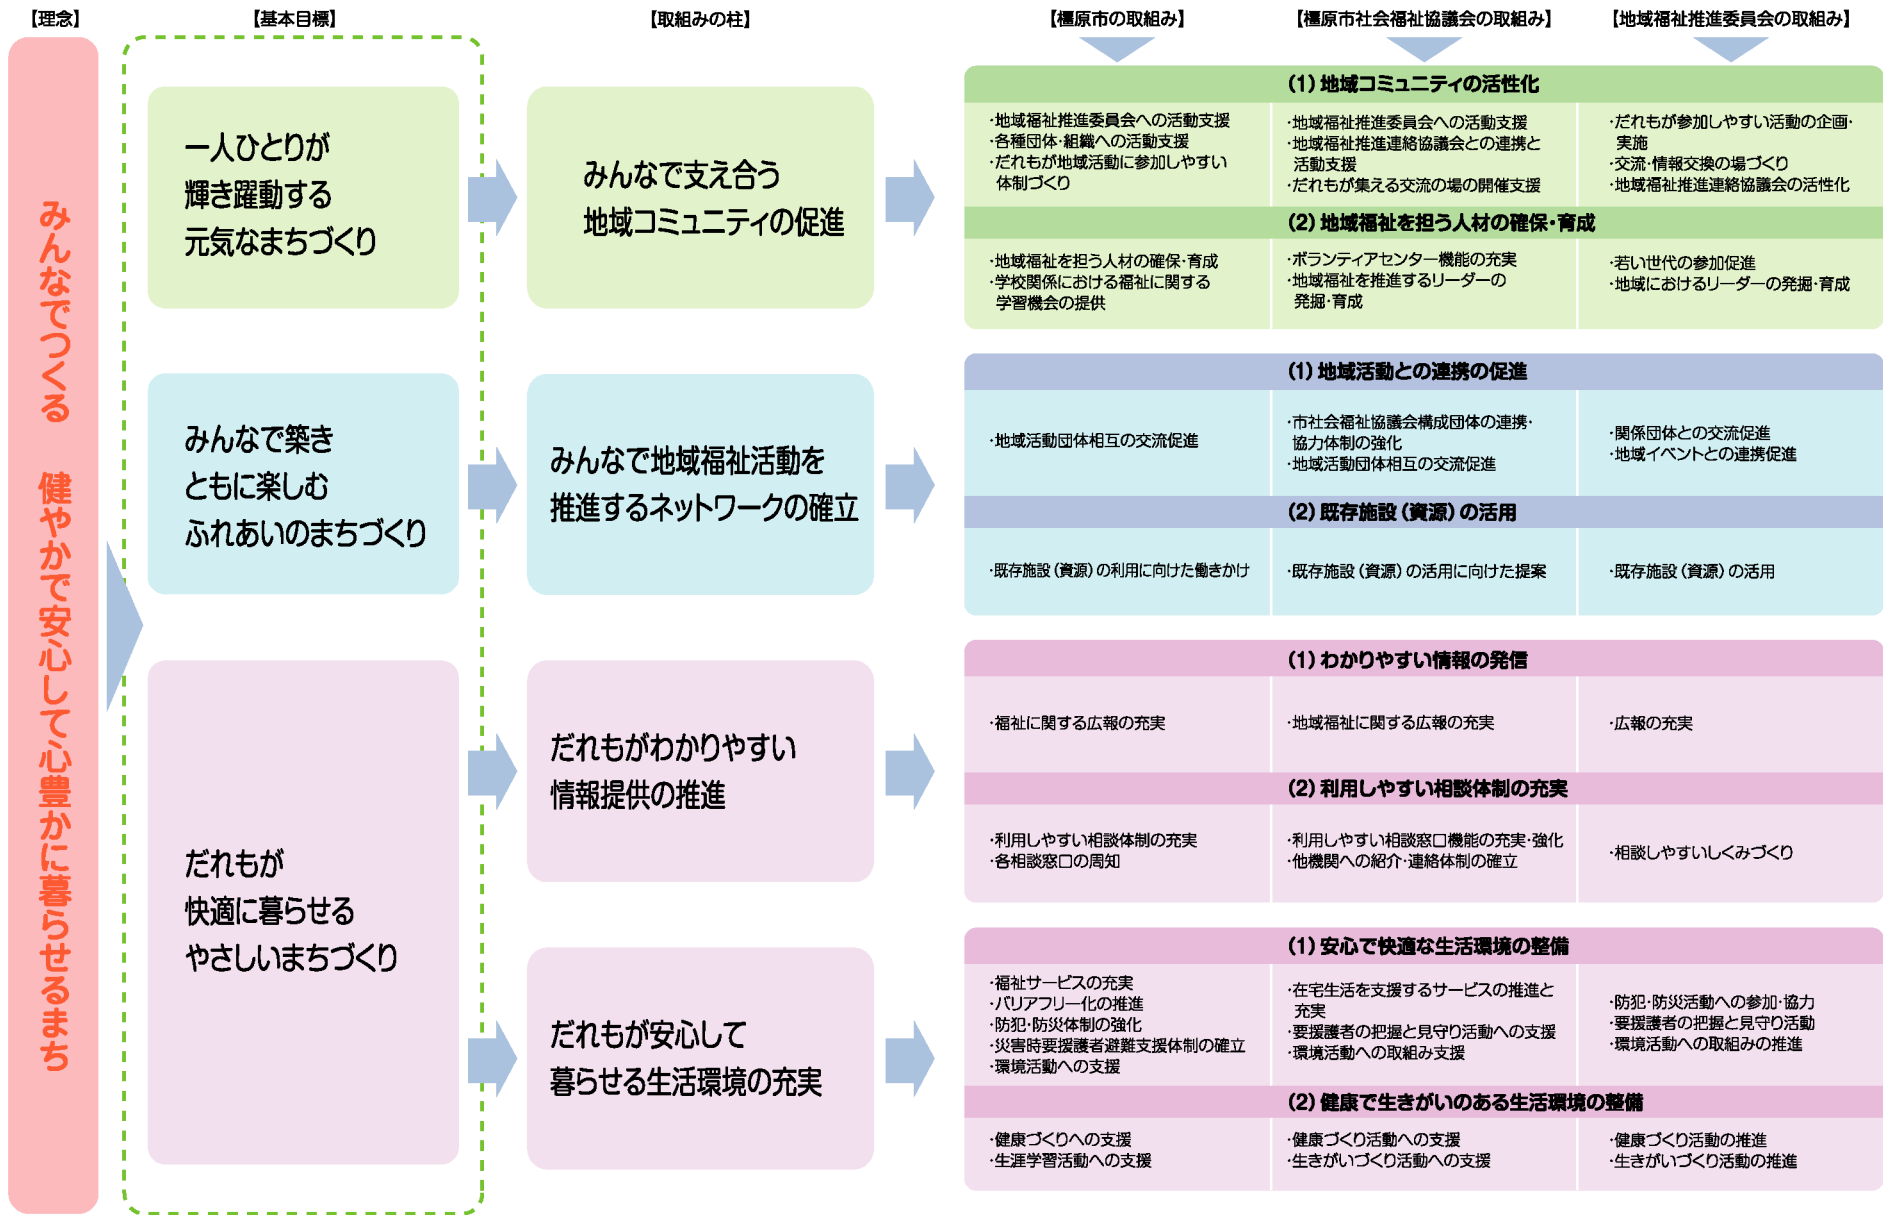 【理念】
【基本目標】
【取組みの柱】
【橿原市の取組み】
【橿原市社会福祉協議会の取組み】
【地域福祉推進委員会の取組み】
みんなでつくる 健やかで安心して心豊かに暮らせるまち
一人ひとりが
輝き躍動する
元気なまちづくり
みんなで支え合う
地域コミュニティの促進
(1) 地域コミュニティの活性化
・地域福祉推進委員会への活動支援
・各種団体・組織への活動支援
・だれもが地域活動に参加しやすい
体制づくり
・地域福祉推進委員会への活動支援
・地域福祉推進連絡協議会との連携と
活動支援
・だれもが集える交流の場の開催支援
・だれもが参加しやすい活動の企画・
実施
・交流・情報交換の場づくり
・地域福祉推進連絡協議会の活性化
(2) 地域福祉を担う人材の確保・育成
・地域福祉を担う人材の確保・育成
・学校関係における福祉に関する
学習機会の提供
・ボランティアセンター機能の充実
・地域福祉を推進するリーダーの
発掘・育成
・若い世代の参加促進
・地域におけるリーダーの発掘・育成
みんなで築き
ともに楽しむ
ふれあいのまちづくり
みんなで地域福祉活動を
推進するネットワークの確立
(1) 地域活動との連携の促進
・地域活動団体相互の交流促進
・市社会福祉協議会構成団体の連携・
協力体制の強化
・地域活動団体相互の交流促進
・関係団体との交流促進
・地域イベントとの連携促進
(2) 既存施設（資源）の活用
・既存施設（資源）の利用に向けた働きかけ
・既存施設（資源）の活用に向けた提案
・既存施設（資源）の活用
だれもが
快適に暮らせる
やさしいまちづくり
だれもがわかりやすい
情報提供の推進
(1) わかりやすい情報の発信
・福祉に関する広報の充実
・地域福祉に関する広報の充実
・広報の充実
(2) 利用しやすい相談体制の充実
・利用しやすい相談体制の充実
・各相談窓口の周知
・利用しやすい相談窓口機能の充実・強化
・他機関への紹介・連絡体制の確立
・相談しやすいしくみづくり
だれもが安心して
暮らせる生活環境の充実
(1) 安心で快適な生活環境の整備
・福祉サービスの充実
・バリアフリー化の推進
・防犯・防災体制の強化
・災害時要援護者避難支援体制の確立
・環境活動への支援
・在宅生活を支援するサービスの推進と
充実
・要援護者の把握と見守り活動への支援
・環境活動への取組み支援
・防犯・防災活動への参加・協力
・要援護者の把握と見守り活動
・環境活動への取組みの推進
(2) 健康で生きがいのある生活環境の整備
・健康づくりへの支援
・生涯学習活動への支援
・健康づくり活動への支援
・生きがいづくり活動への支援
・健康づくり活動の推進
・生きがいづくり活動の推進